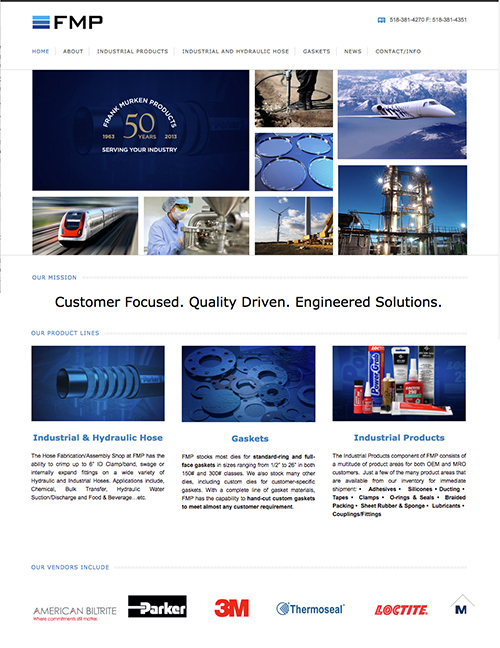 FMP
518-381-4270 F: 518-381-4351
HOME ABOUT INDUSTRIAL PRODUCTS INDUSTRIAL AND HYDRAULIC HOSE GASKETS NEWS CONTACT/INFO
FRANK MURKEN PRODUCTS
1963 50 YEARS 2013
SERVING YOUR INDUSTRY
OUR MISSION
Customer Focused. Quality Driven. Engineered Solutions.
OUR PRODUCT LINES
Parker
Industrial & Hydraulic Hose
The Hose Fabrication/Assembly Shop at FMP has the
ability to crimp up to 6" ID Clamp/band, swage or
internally expand fittings on a wide variety of
Hydraulic and Industrial Hoses. Applications include,
Chemical, Bulk Transfer, Hydraulic Water
Suction/Discharge and Food & Beverage...etc.
Gaskets
FMP stocks most dies for standard-ring and full-
face gaskets in sizes ranging from 1/2" to 26" in both
150# and 300# classes. We also stock many other
dies, including custom dies for customer-specific
gaskets. With a complete line of gasket materials,
FMP has the capability to hand-cut custom gaskets
to meet almost any customer requirement.
Industrial Products
The Industrial Products component of FMP consists of
a multitude of product areas for both OEM and MRO
customers. Just a few of the many product areas that
are available from our inventory for immediate
shipment: • Adhesives • Silicones • Ducting •
Tapes • Clamps • O-rings & Seals • Braided
Packing • Sheet Rubber & Sponge • Lubricants •
Couplings/Fittings
OUR VENDORS INCLUDE
AMERICAN BILTRITE
Where commitments still matter.
Parker
3M
Thermoseal
LOCTITE.
M